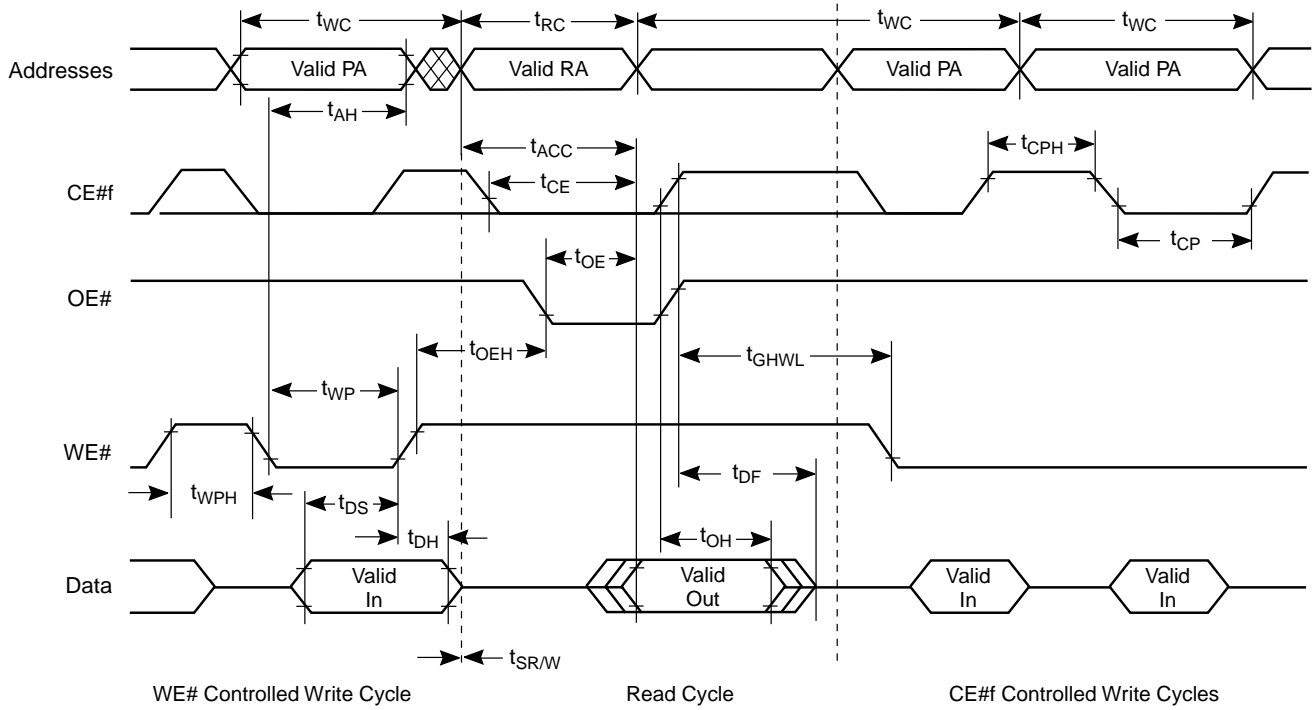 tWC tRC tWC tWC
Addresses Valid PA Valid RA Valid PA Valid PA
tAH
tACC tCPH
CE#f tCE
tCP
tOE
OE#
tOEH tGHWL
tWP
WE#
tDF
tWPH tDS
tDH tOH
Data Valid In Valid Out Valid In Valid In
tSR/W
WE# Controlled Write Cycle Read Cycle CE#f Controlled Write Cycles